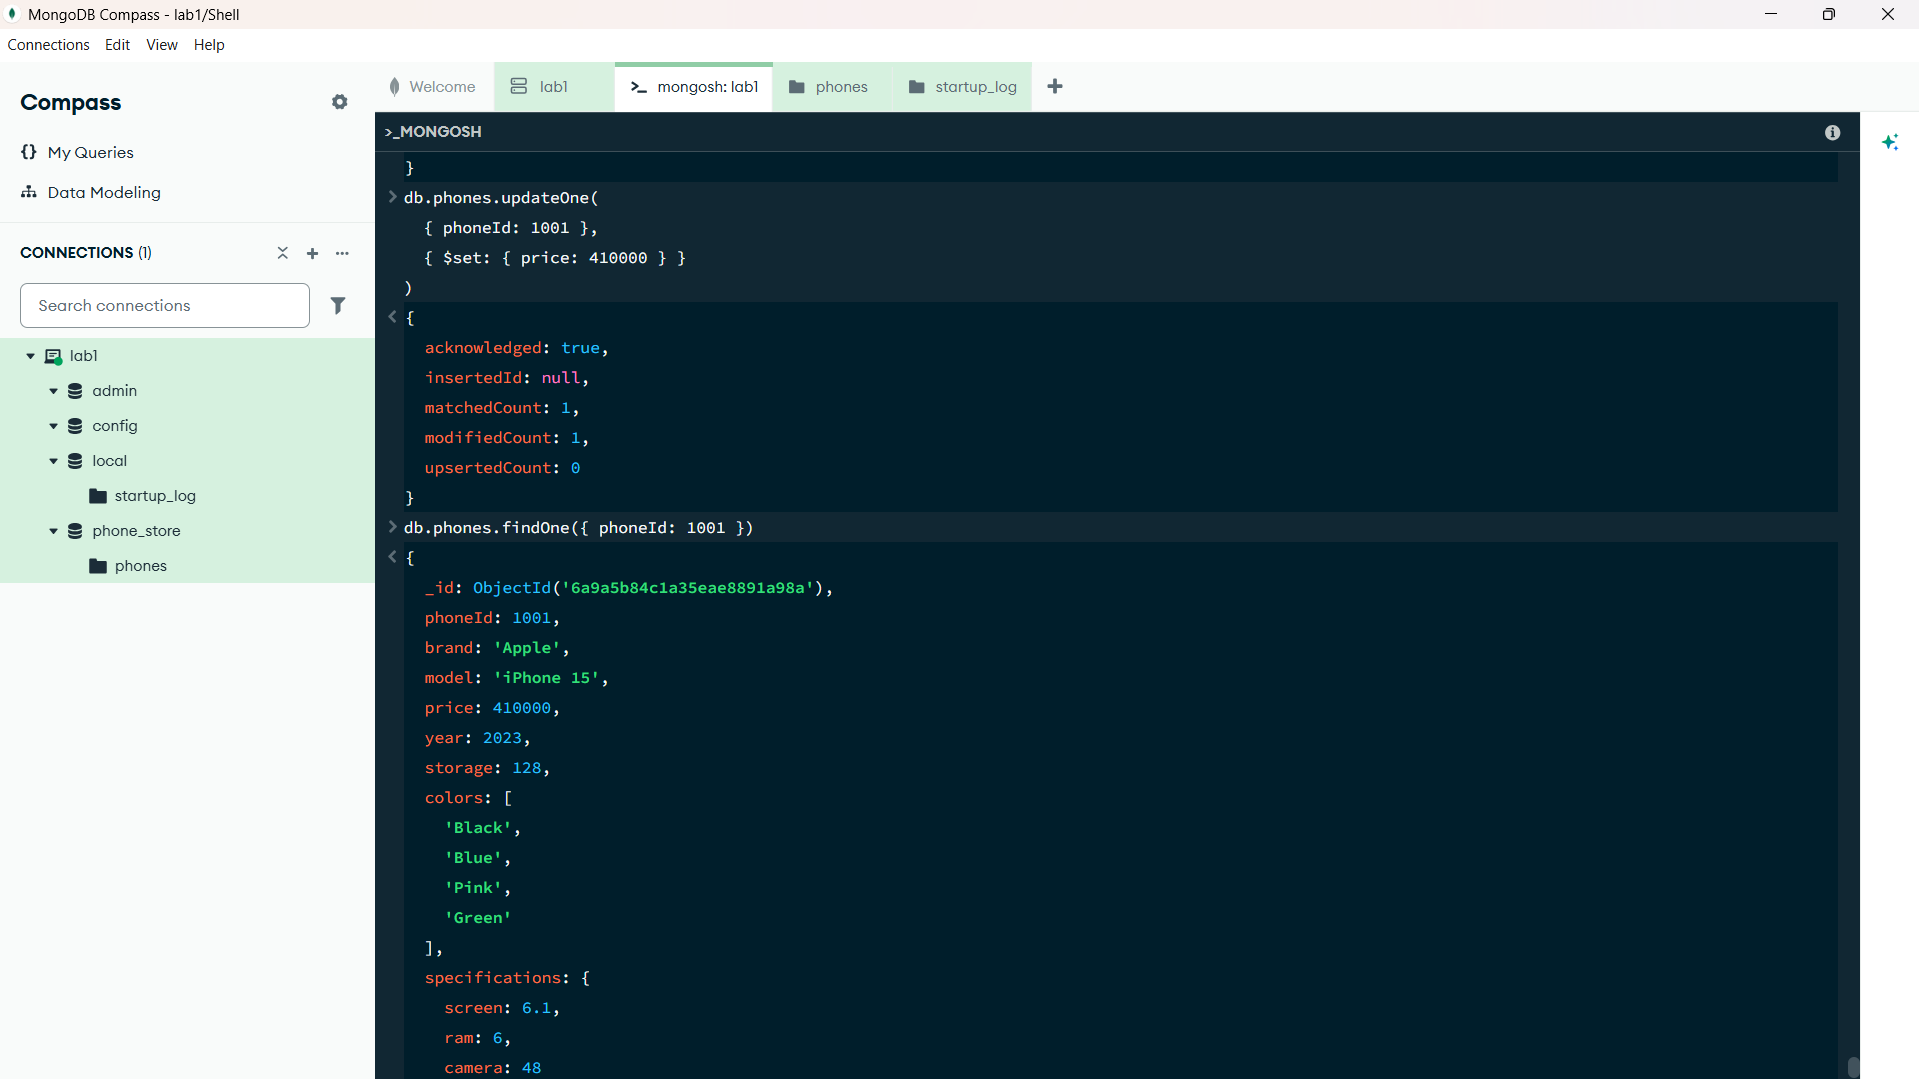 MongoDB Compass - lab1/Shell
Connections Edit View Help
Compass
My Queries
Data Modeling
CONNECTIONS (1)
Search connections
lab1
admin
config
local
startup_log
phone_store
phones
Welcome
lab1
mongosh: lab1
phones
startup_log
>_MONGOSH
}
> db.phones.updateOne(
{ phoneId: 1001 },
{ $set: { price: 410000 } }
)
< {
acknowledged: true,
insertedId: null,
matchedCount: 1,
modifiedCount: 1,
upsertedCount: 0
}
> db.phones.findOne({ phoneId: 1001 })
< {
_id: ObjectId('6a9a5b84c1a35eae8891a98a'),
phoneId: 1001,
brand: 'Apple',
model: 'iPhone 15',
price: 410000,
year: 2023,
storage: 128,
colors: [
'Black',
'Blue',
'Pink',
'Green'
],
specifications: {
screen: 6.1,
ram: 6,
camera: 48